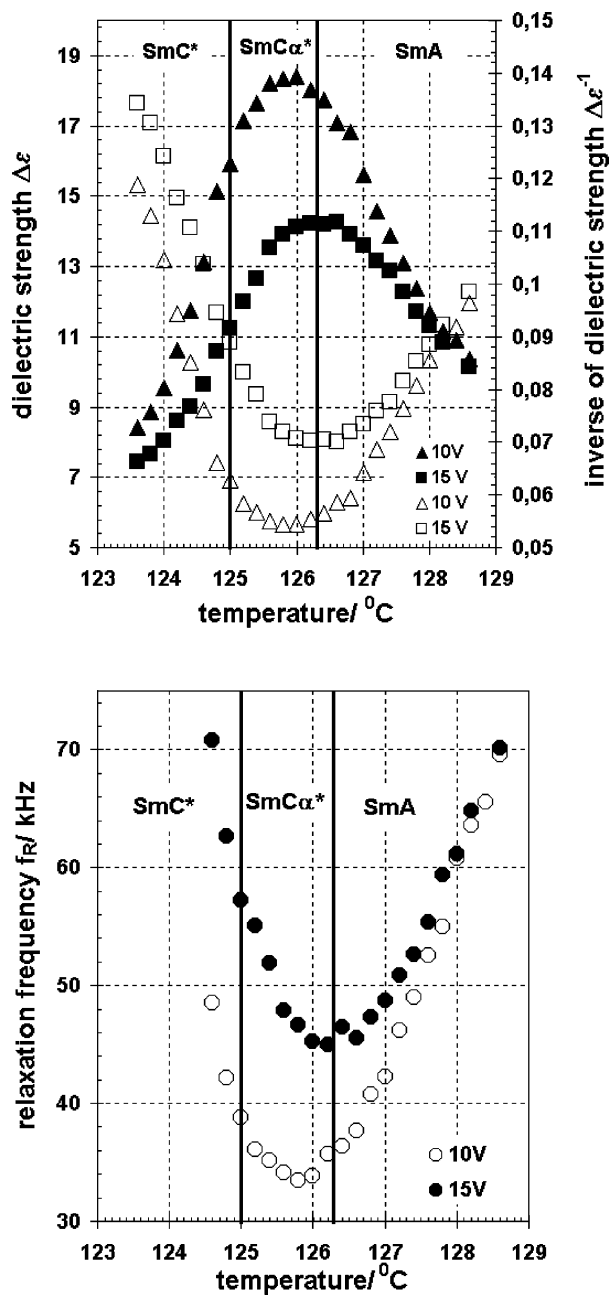 SmC* SmCα* SmA
dielectric strength Δε
inverse of dielectric strength Δε⁻¹
19
17
15
13
11
9
7
5
0,15
0,14
0,13
0,12
0,11
0,1
0,09
0,08
0,07
0,06
0,05
▲ 10V
■ 15 V
△ 10 V
□ 15 V
123 124 125 126 127 128 129
temperature/ ⁰C
SmC* SmCα* SmA
relaxation frequency fR/ kHz
70
60
50
40
30
○ 10V
● 15V
123 124 125 126 127 128 129
temperature/ ⁰C